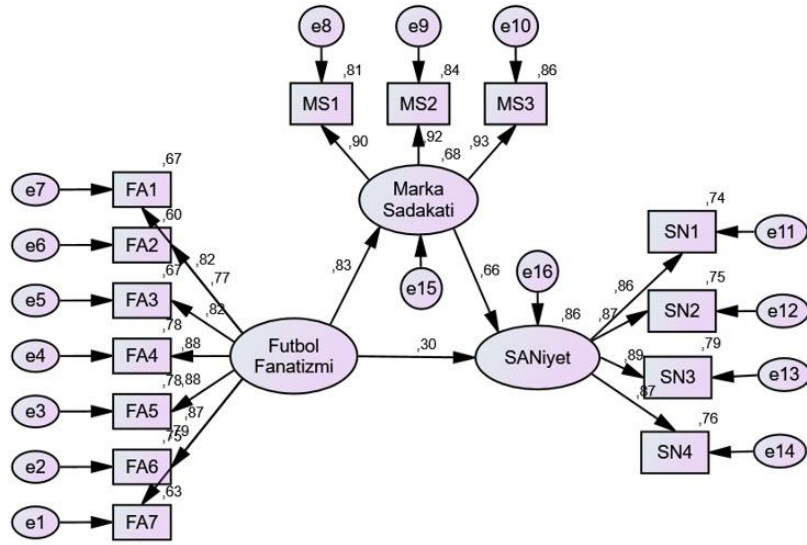 e8
e9
e10
,81
,84
,86
MS1
MS2
MS3
,90
,92
,93
,68
Marka
Sadakati
e7
,67
FA1
,60
e6
FA2
,82
,77
e5
,67
FA3
,82
e4
,78
FA4
,88
e3
,78
FA5
,88
,87
e2
,75
,79
FA6
e1
,63
FA7
Futbol
Fanatizmi
,83
e15
,66
e16
,30
,86
SANiyet
,86
,87
,89
,87
,74
SN1
e11
,75
SN2
e12
,79
SN3
e13
,76
SN4
e14